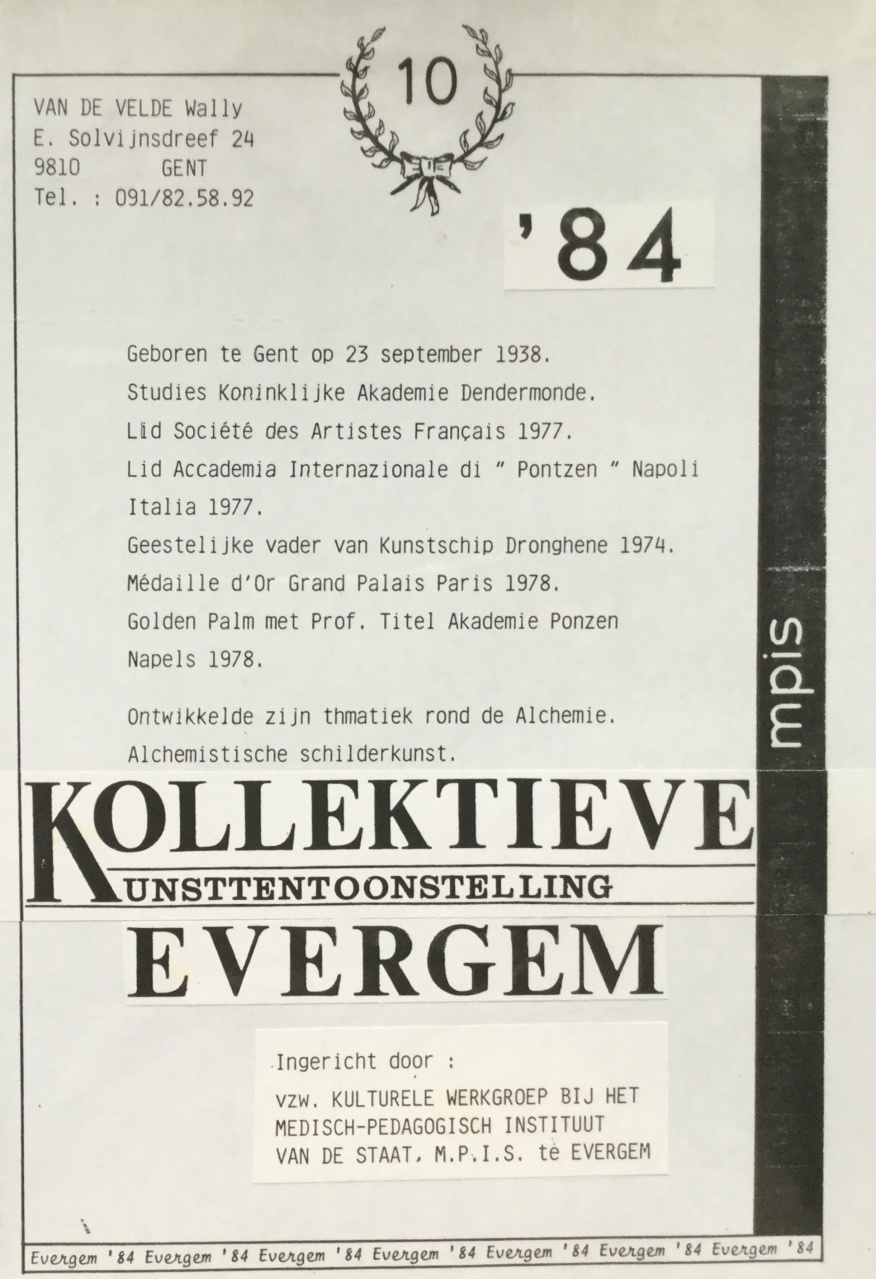 10
VAN DE VELDE Wally
E. Solvijnsdreef 24
9810 GENT
Tel. : 091/82.58.92
'84
Geboren te Gent op 23 september 1938.
Studies Koninklijke Akademie Dendermonde.
Lid Société des Artistes Français 1977.
Lid Accademia Internazionale di " Pontzen " Napoli
Italia 1977.
Geestelijke vader van Kunstschip Dronghene 1974.
Médaille d'Or Grand Palais Paris 1978.
Golden Palm met Prof. Titel Akademie Ponzen
Napels 1978.
Ontwikkelde zijn thmatiek rond de Alchemie.
Alchemistische schilderkunst.
mpis
KOLLEKTIEVE
UNSTTENTOONSTELLING
EVERGEM
Ingericht door :
vzw. KULTURELE WERKGROEP BIJ HET
MEDISCH-PEDAGOGISCH INSTITUUT
VAN DE STAAT. M.P.I.S. te EVERGEM
Evergem '84 Evergem '84 Evergem '84 Evergem '84 Evergem '84 Evergem '84 Evergem '84